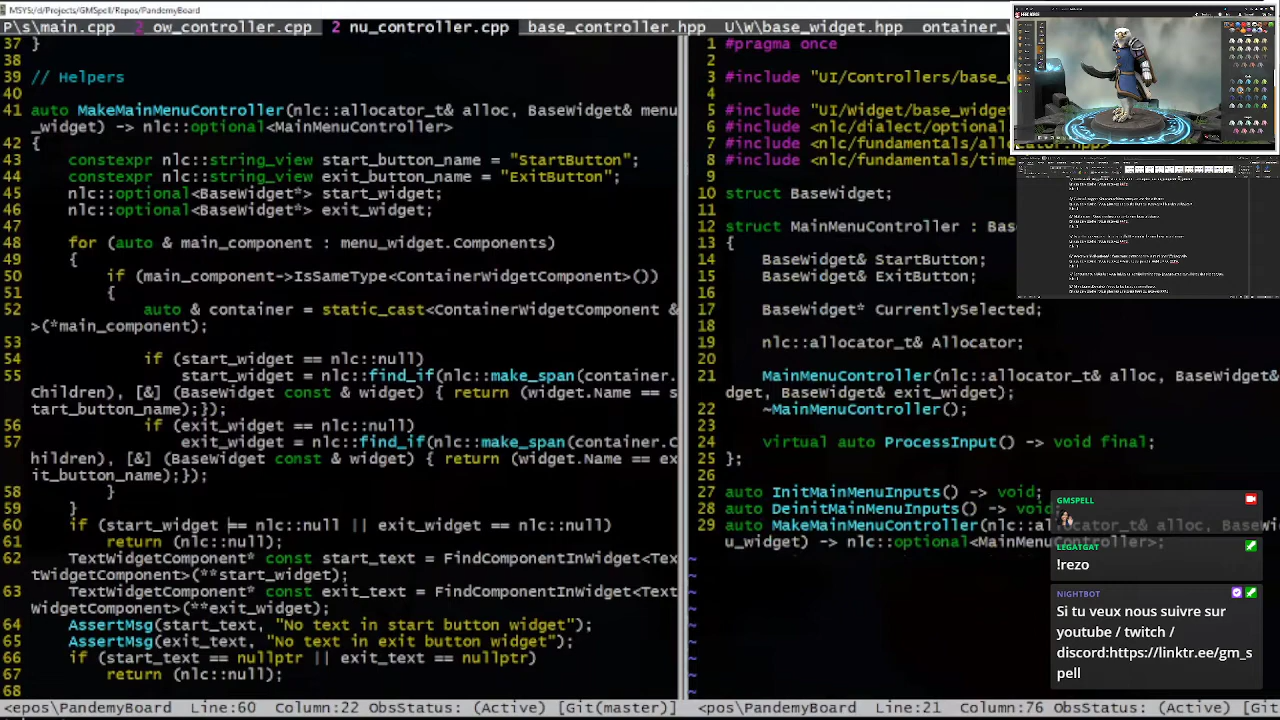 MSYS:/d/Projects/GMSpell/Repos/PandemyBoard
P\s\main.cpp 2 ow_controller.cpp 2 nu_controller.cpp base_controller.hpp U\W\base_widget.hpp ontainer_w
37 }
38
39 // Helpers
40
41 auto MakeMainMenuController(nlc::allocator_t& alloc, BaseWidget& menu
_widget) -> nlc::optional<MainMenuController>
42 {
43 constexpr nlc::string_view start_button_name = "StartButton";
44 constexpr nlc::string_view exit_button_name = "ExitButton";
45 nlc::optional<BaseWidget*> start_widget;
46 nlc::optional<BaseWidget*> exit_widget;
47
48 for (auto & main_component : menu_widget.Components)
49 {
50 if (main_component->IsSameType<ContainerWidgetComponent>())
51 {
52 auto & container = static_cast<ContainerWidgetComponent &
>(*main_component);
53
54 if (start_widget == nlc::null)
55 start_widget = nlc::find_if(nlc::make_span(container.
children), [&] (BaseWidget const & widget) { return (widget.Name == s
tart_button_name);});
56 if (exit_widget == nlc::null)
57 exit_widget = nlc::find_if(nlc::make_span(container.c
hildren), [&] (BaseWidget const & widget) { return (widget.Name == ex
it_button_name);});
58 }
59 }
60 if (start_widget == nlc::null || exit_widget == nlc::null)
61 return (nlc::null);
62 TextWidgetComponent* const start_text = FindComponentInWidget<Tex
tWidgetComponent>(**start_widget);
63 TextWidgetComponent* const exit_text = FindComponentInWidget<Text
WidgetComponent>(**exit_widget);
64 AssertMsg(start_text, "No text in start button widget");
65 AssertMsg(exit_text, "No text in exit button widget");
66 if (start_text == nullptr || exit_text == nullptr)
67 return (nlc::null);
68
<epos\PandemyBoard Line:60 Column:22 ObsStatus: (Active) [Git(master)]
1 #pragma once
2
3 #include "UI/Controllers/base_c
4
5 #include "UI/Widget/base_widget
6 #include <nlc/dialect/optional
7 #include <nlc/fundamentals/all
8 #include <nlc/fundamentals/time
9
10 struct BaseWidget;
11
12 struct MainMenuController : Bas
13 {
14 BaseWidget& StartButton;
15 BaseWidget& ExitButton;
16
17 BaseWidget* CurrentlySelected;
18
19 nlc::allocator_t& Allocator;
20
21 MainMenuController(nlc::allocator_t& alloc, BaseWidget&
dget, BaseWidget& exit_widget);
22 ~MainMenuController();
23
24 virtual auto ProcessInput() -> void final;
25 };
26
27 auto InitMainMenuInputs() -> void;
28 auto DeinitMainMenuInputs() -> void;
29 auto MakeMainMenuController(nlc::allocator_t& alloc, BaseWi
u_widget) -> nlc::optional<MainMenuController>;
~
~
~
~
~
~
~
~
~
<epos\PandemyBoard Line:21 Column:76 ObsStatus: (Active) [Git(master)]
GMSPELL
LEGATGAT
!rezo
NIGHTBOT
Si tu veux nous suivre sur
youtube / twitch /
discord:https://linktr.ee/gm_s
pell